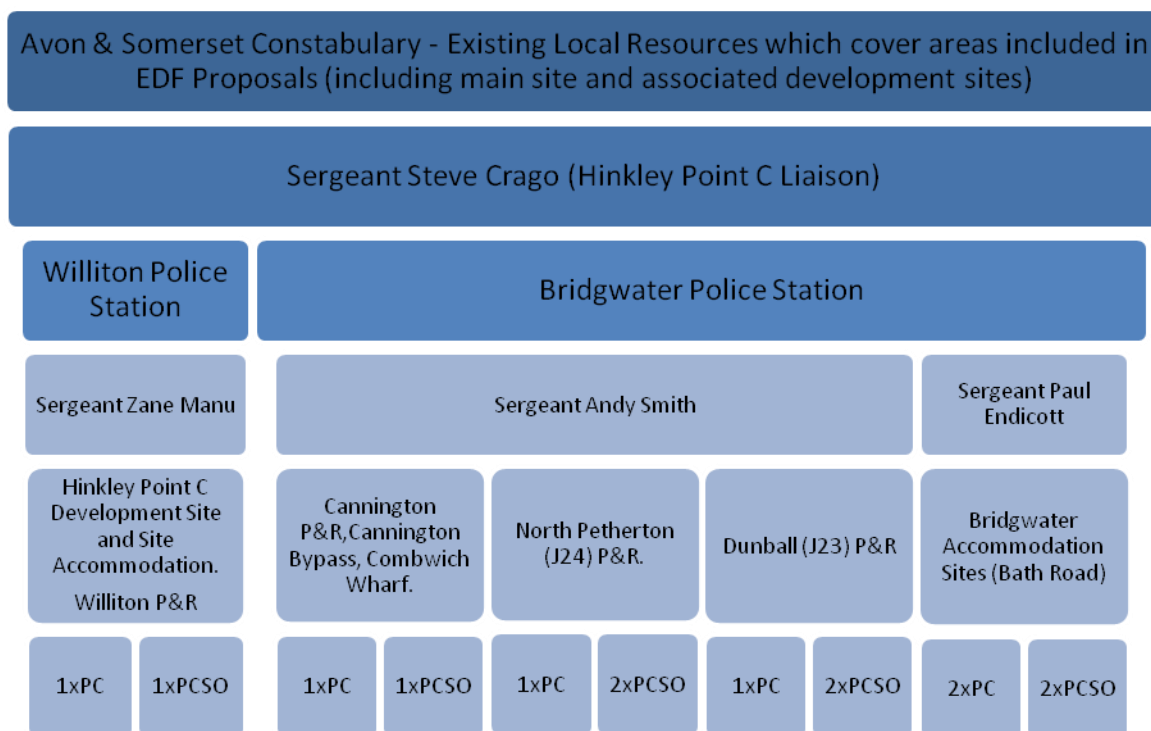 Avon & Somerset Constabulary - Existing Local Resources which cover areas included in
EDF Proposals (including main site and associated development sites)
Sergeant Steve Crago (Hinkley Point C Liaison)
Williton Police
Station
Bridgwater Police Station
Sergeant Zane Manu
Sergeant Andy Smith
Sergeant Paul
Endicott
Hinkley Point C
Development Site
and Site
Accommodation.
Williton P&R
Cannington
P&R,Cannington
Bypass, Combwich
Wharf.
North Petherton
(J24) P&R.
Dunball (J23) P&R
Bridgwater
Accommodation
Sites (Bath Road)
1xPC
1xPCSO
1xPC
1xPCSO
1xPC
2xPCSO
1xPC
2xPCSO
2xPC
2xPCSO